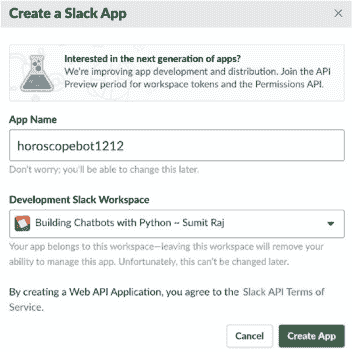 Create a Slack App
Interested in the next generation of apps?
We're improving app development and distribution. Join the API
Preview period for workspace tokens and the Permissions API.
App Name
horoscopebot1212
Don't worry; you'll be able to change this later.
Development Slack Workspace
Building Chatbots with Python ~ Sumit Raj
Your app belongs to this workspace—leaving this workspace will remove your
ability to manage this app. Unfortunately, this can't be changed later.
By creating a Web API Application, you agree to the Slack API Terms of
Service.
Cancel
Create App